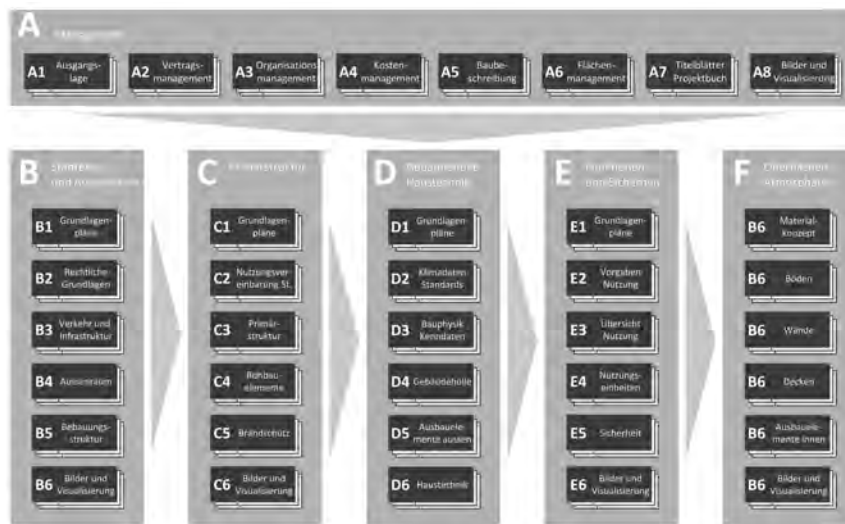 A
A1 Ausgangs-
lage
A2 Vertrags-
management
A3 Organisations
management
A4 Kosten-
management
A5 Baube-
schreibung
A6 Flächen-
management
A7 Titelblätter
Projektbuch
A8 Bilder und
Visualisierung
B
B1 Grundlagen-
pläne
B2 Rechtliche
Grundlagen
B3 Verkehr und
Infrastruktur
B4 Aussenraum
B5 Bebauungs-
struktur
B6 Bilder und
Visualisierung
C
C1 Grundlagen-
pläne
C2 Nutzungsver-
einbarung St.
C3 Primär-
struktur
C4 Rohbau-
elemente
C5 Brandschutz
C6 Bilder und
Visualisierung
D
Haustechnik
D1 Grundlagen-
pläne
D2 Klimadaten-
Standards
D3 Bauphysik
Kenndaten
D4 Gebäudehülle
D5 Ausbauele-
mente aussen
D6 Haustechnik
E
E1 Grundlagen-
pläne
E2 Vorgaben
Nutzung
E3 Übersicht
Nutzung
E4 Nutzungs-
einheiten
E5 Sicherheit
E6 Bilder und
Visualisierung
F Oberflächen
Atmosphäre
B6 Material-
konzept
B6 Böden
B6 Wände
B6 Decken
B6 Ausbauele-
mente innen
B6 Bilder und
Visualisierung